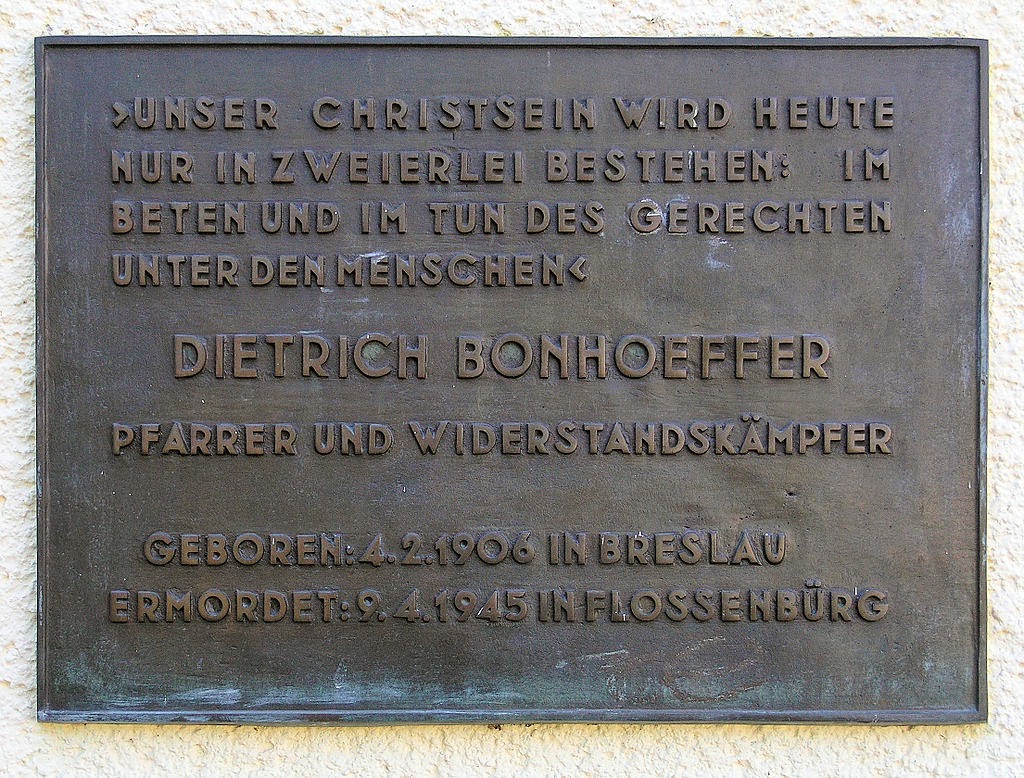 ›UNSER CHRISTSEIN WIRD HEUTE
NUR IN ZWEIERLEI BESTEHEN: IM
BETEN UND IM TUN DES GERECHTEN
UNTER DEN MENSCHEN‹
DIETRICH BONHOEFFER
PFARRER UND WIDERSTANDSKÄMPFER
GEBOREN: 4. 2. 1906 IN BRESLAU
ERMORDET: 9. 4. 1945 IN FLOSSENBÜRG